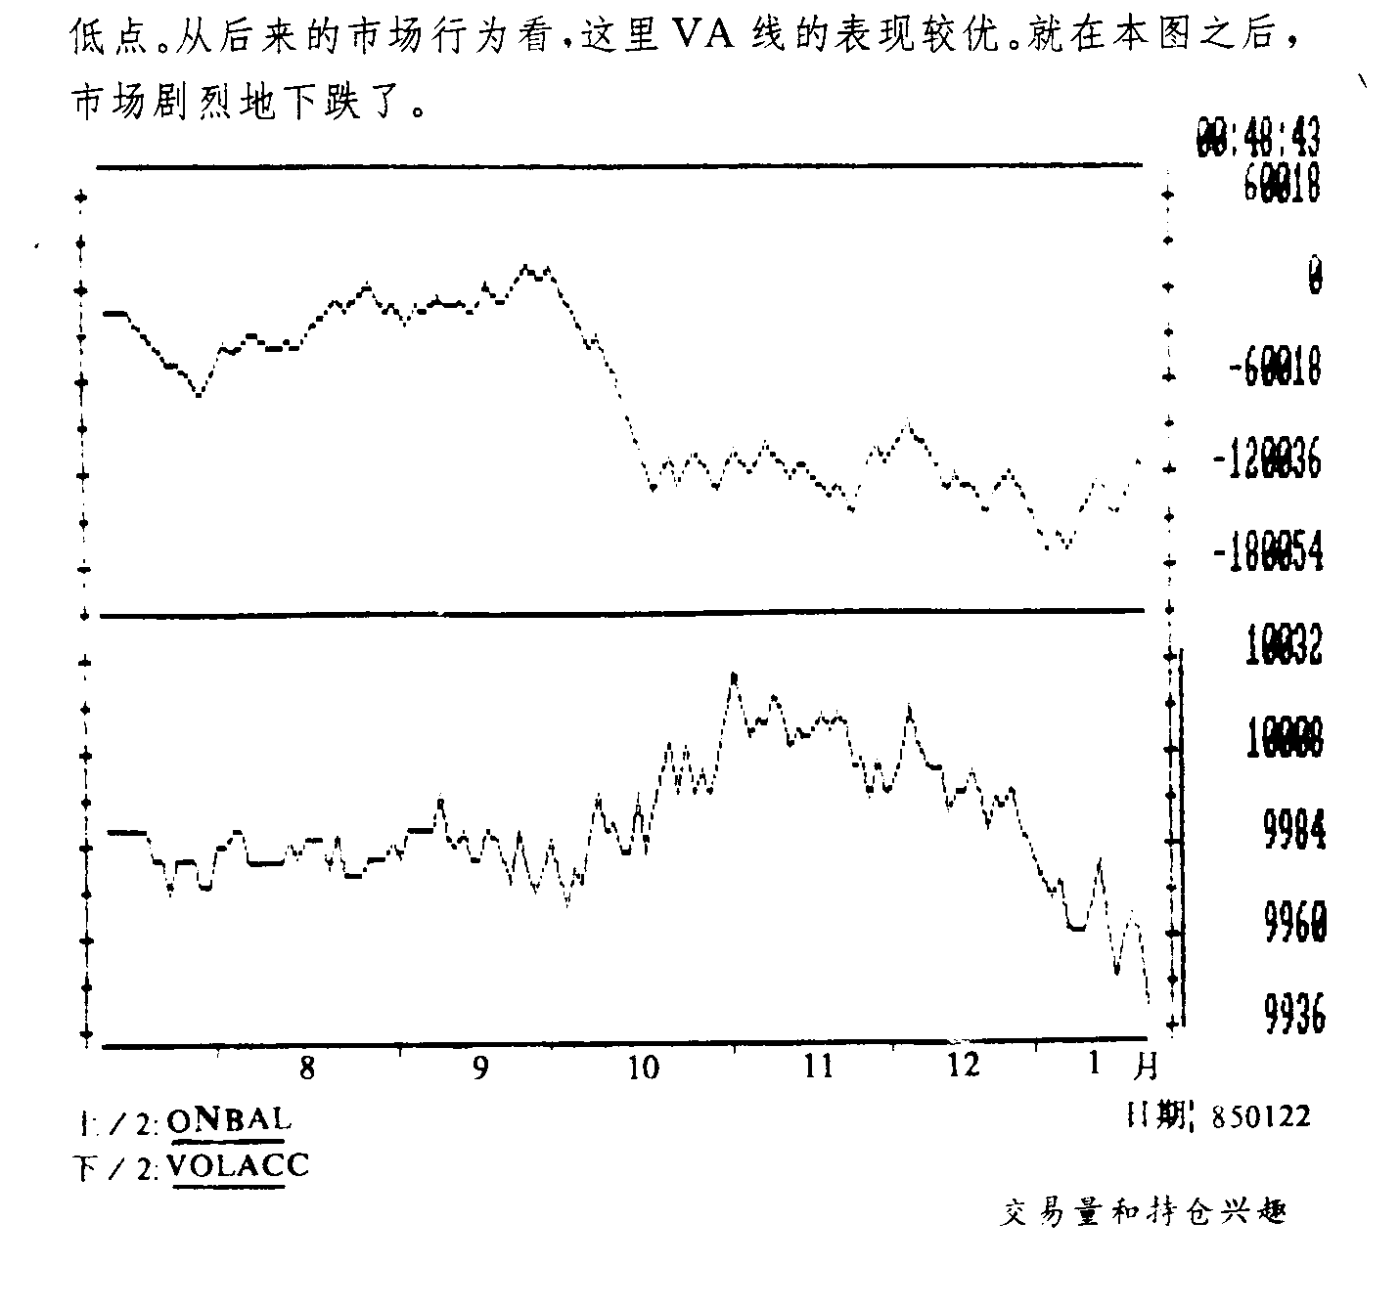 低点。从后来的市场行为看,这里VA线的表现较优。就在本图之后,
市场剧烈地下跌了。
00:48:43
60018
0
-60018
-120036
-180054
10032
10008
9984
9960
9936
8 9 10 11 12 1 月
上/2:ONBAL
日期: 850122
下/2:VOLACC
交易量和持仓兴趣